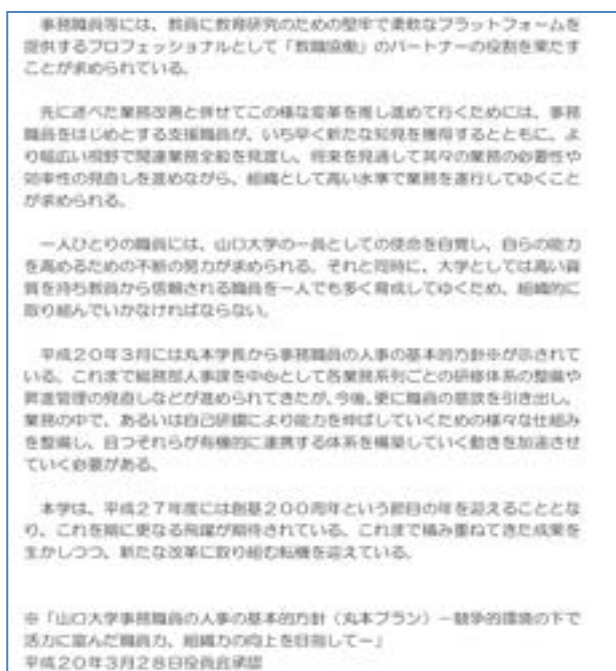 事務職員等には、教員に教育研究のための堅牢で柔軟なプラットフォームを
提供するプロフェッショナルとして「教職協働」のパートナーの役割を果たす
ことが求められている。
先に述べた業務改善と併せてこの様な変革を推し進めて行くためには、事務
職員をはじめとする支援職員が、いち早く新たな知見を獲得するとともに、よ
り幅広い視野で関連業務全般を見渡し、将来を見通して其々の業務の必要性や
効率性の見直しを進めながら、組織として高い水準で業務を遂行してゆくこと
が求められる。
一人ひとりの職員には、山口大学の一員としての使命を自覚し、自らの能力
を高めるための不断の努力が求められる。それと同時に、大学としては高い資
質を持ち教員から信頼される職員を一人でも多く育成してゆくため、組織的に
取り組んでいかなければならない。
平成20年3月には丸本学長から事務職員の人事の基本的方針※が示されて
いる。これまで総務部人事課を中心として各業務系列ごとの研修体系の整備や
昇進管理の見直しなどが進められてきたが、今後、更に職員の意欲を引き出し、
業務の中で、あるいは自己研鑽により能力を伸ばしていくための様々な仕組み
を整備し、且つそれらが有機的に連携する体系を構築していく動きを加速させ
ていく必要がある。
本学は、平成27年度には創基200周年という節目の年を迎えることとな
り、これを期に更なる飛躍が期待されている。これまで積み重ねてきた成果を
生かしつつ、新たな改革に取り組む転機を迎えている。
※「山口大学事務職員の人事の基本的方針（丸本プラン）－競争的環境の下で
活力に富んだ職員力、組織力の向上を目指して－」
平成20年3月28日役員会承認